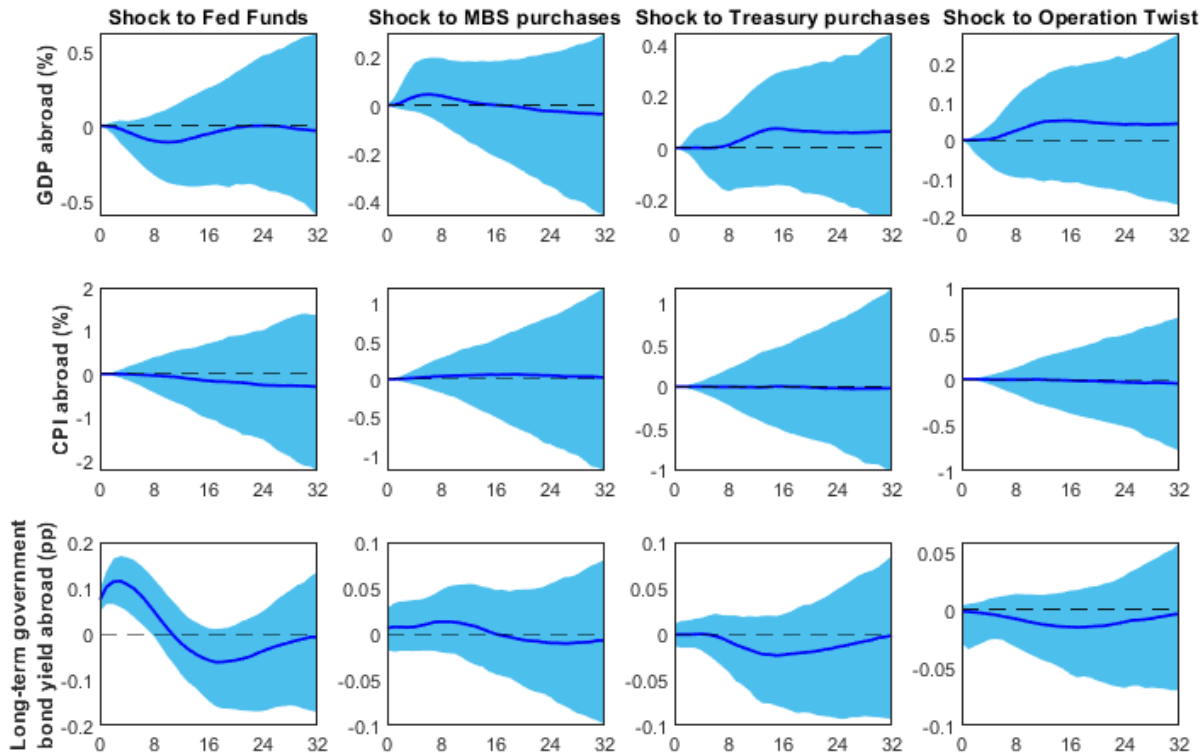 Shock to Fed Funds
Shock to MBS purchases
Shock to Treasury purchases
Shock to Operation Twist
GDP abroad (%)
0.5
0
-0.5
0 8 16 24 32
0.2
0
-0.2
-0.4
0 8 16 24 32
0.4
0.2
0
-0.2
0 8 16 24 32
0.2
0.1
0
-0.1
-0.2
0 8 16 24 32
CPI abroad (%)
2
1
0
-1
-2
0 8 16 24 32
1
0.5
0
-0.5
-1
0 8 16 24 32
1
0.5
0
-0.5
-1
0 8 16 24 32
1
0.5
0
-0.5
-1
0 8 16 24 32
Long-term government
bond yield abroad (pp)
0.2
0.1
0
-0.1
-0.2
0 8 16 24 32
0.1
0.05
0
-0.05
-0.1
0 8 16 24 32
0.1
0.05
0
-0.05
-0.1
0 8 16 24 32
0.05
0
-0.05
-0.1
0 8 16 24 32